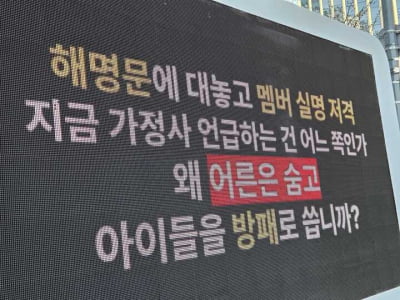 해명문에 대놓고 멤버 실명 저격
지금 가정사 언급하는 건 어느 쪽인가
왜 어른은 숨고
아이들을 방패로 씁니까?